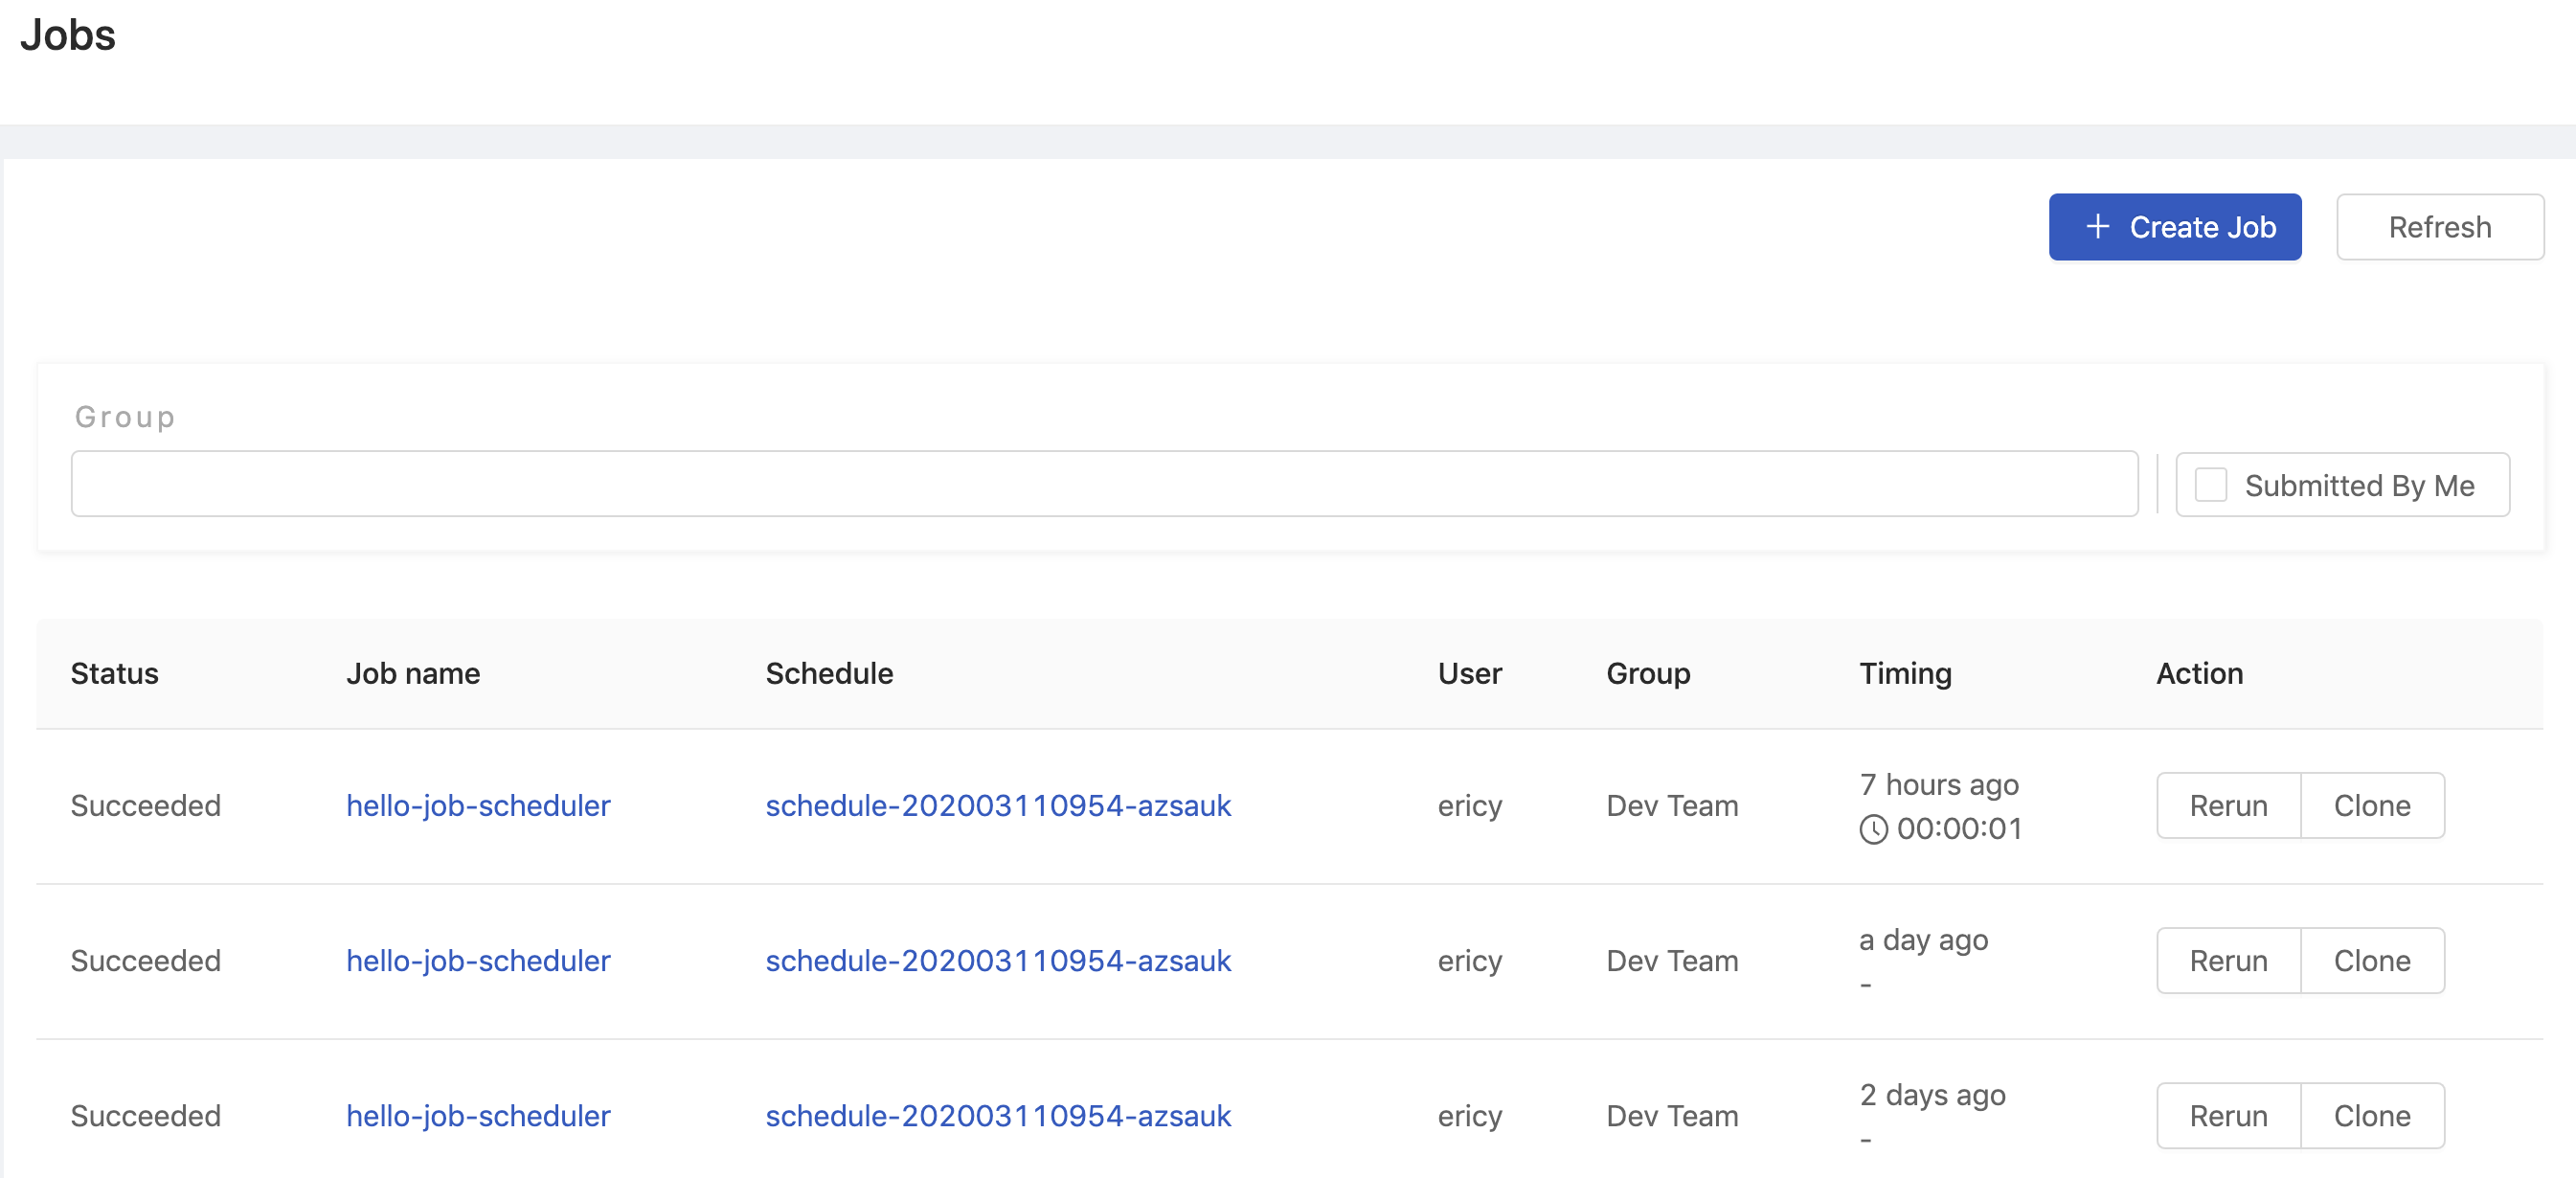 Jobs
+ Create Job Refresh
Group
Submitted By Me
Status Job name Schedule User Group Timing Action
Succeeded hello-job-scheduler schedule-202003110954-azsauk ericy Dev Team 7 hours ago Rerun Clone
00:00:01
Succeeded hello-job-scheduler schedule-202003110954-azsauk ericy Dev Team a day ago Rerun Clone
-
Succeeded hello-job-scheduler schedule-202003110954-azsauk ericy Dev Team 2 days ago Rerun Clone
-